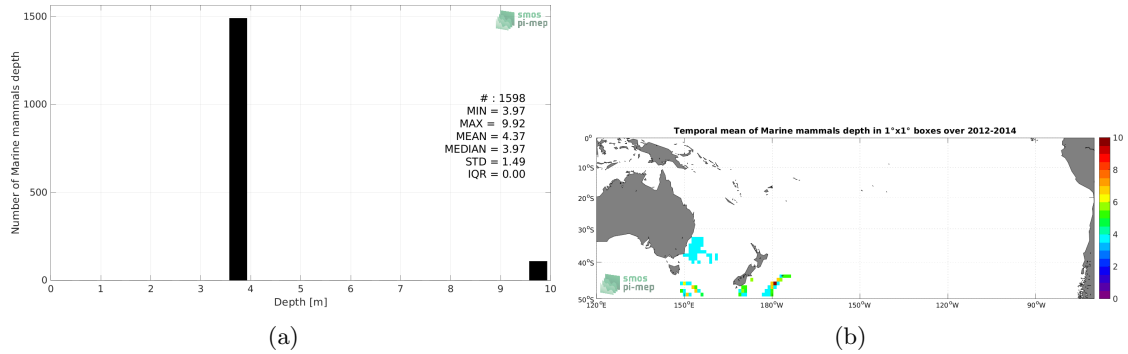 1500
1000
500
0
0 1 2 3 4 5 6 7 8 9 10
Number of Marine mammals depth
Depth [m]
smos
pi-mep
# : 1598
MIN = 3.97
MAX = 9.92
MEAN = 4.37
MEDIAN = 3.97
STD = 1.49
IQR = 0.00
(a)
Temporal mean of Marine mammals depth in 1°x1° boxes over 2012-2014
0°
10°S
20°S
30°S
40°S
50°S
120°E 150°E 180°W 150°W 120°W 90°W
10
8
6
4
2
0
smos
pi-mep
(b)